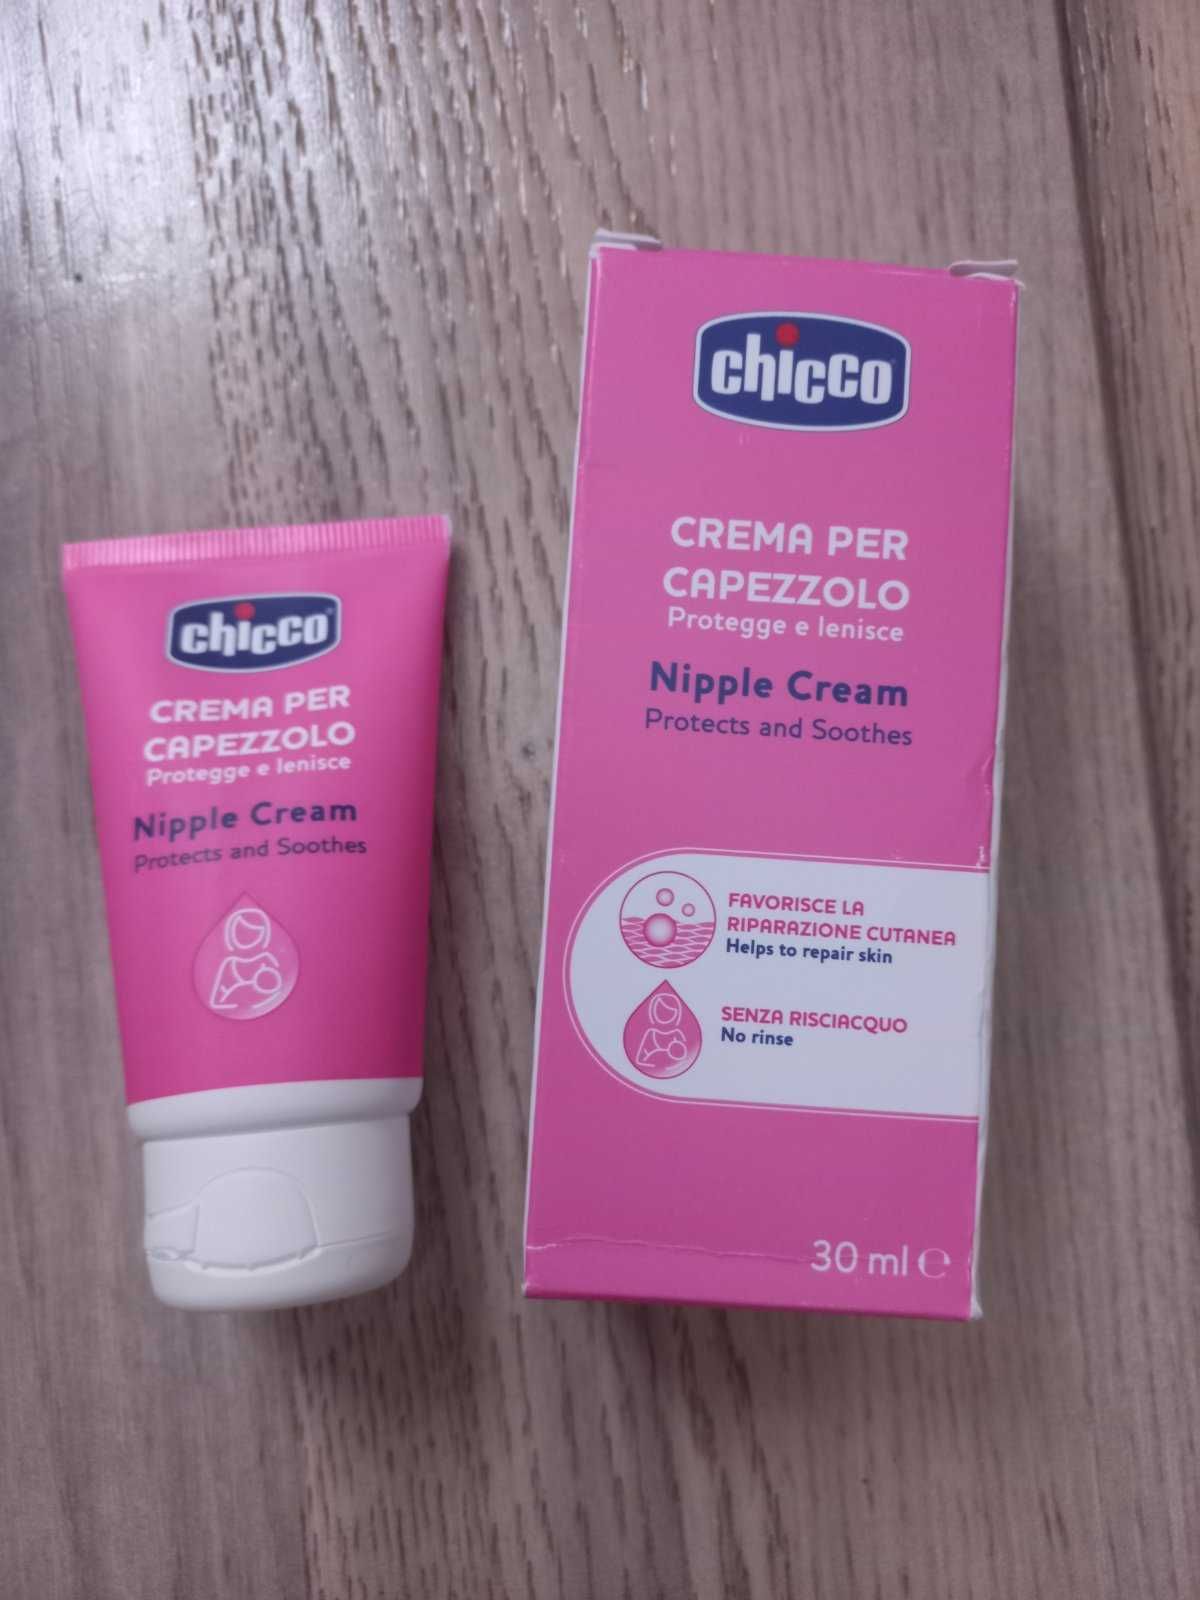 chicco
CREMA PER
CAPEZZOLO
Protegge e lenisce
Nipple Cream
Protects and Soothes
chicco
CREMA PER
CAPEZZOLO
Protegge e lenisce
Nipple Cream
Protects and Soothes
FAVORISCE LA
RIPARAZIONE CUTANEA
Helps to repair skin
SENZA RISCIACQUO
No rinse
30 ml ℮